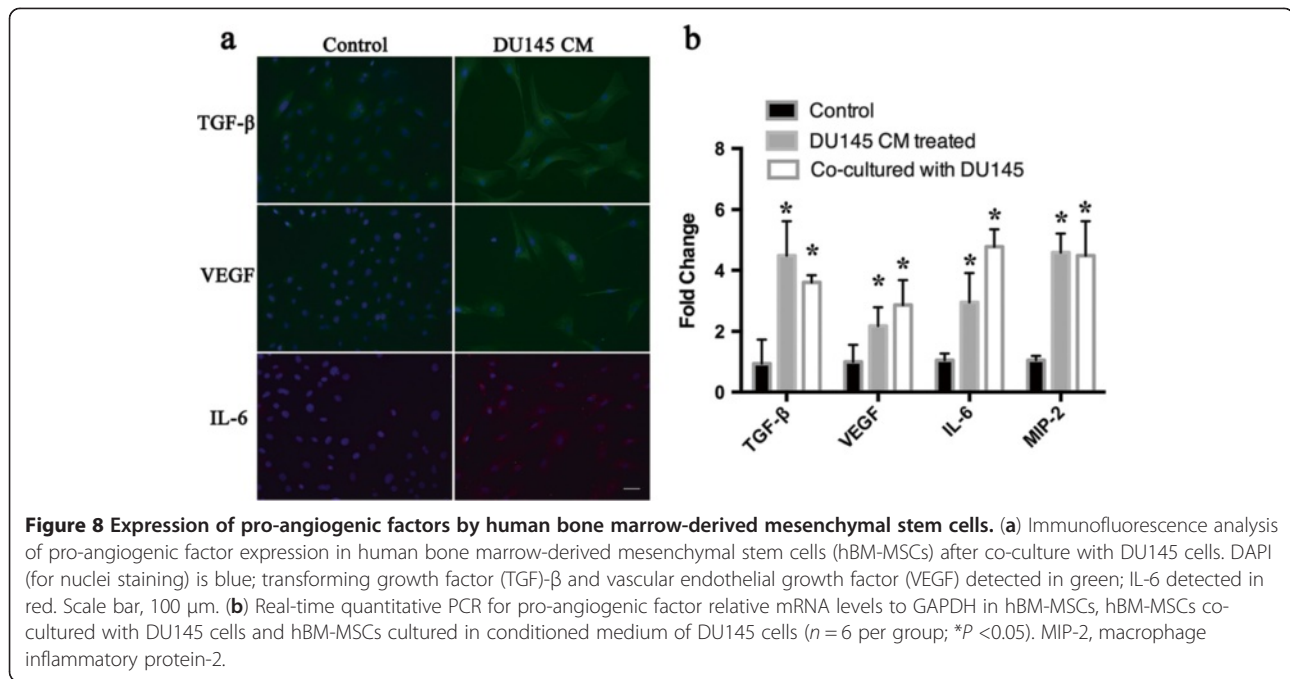 a
Control
DU145 CM
TGF-β
VEGF
IL-6
b
Control
DU145 CM treated
Co-cultured with DU145
8
6
4
2
0
Fold Change
* * * * * * * *
TGF-β
VEGF
IL-6
MIP-2
Figure 8 Expression of pro-angiogenic factors by human bone marrow-derived mesenchymal stem cells. (a) Immunofluorescence analysis
of pro-angiogenic factor expression in human bone marrow-derived mesenchymal stem cells (hBM-MSCs) after co-culture with DU145 cells. DAPI
(for nuclei staining) is blue; transforming growth factor (TGF)-β and vascular endothelial growth factor (VEGF) detected in green; IL-6 detected in
red. Scale bar, 100 μm. (b) Real-time quantitative PCR for pro-angiogenic factor relative mRNA levels to GAPDH in hBM-MSCs, hBM-MSCs co-
cultured with DU145 cells and hBM-MSCs cultured in conditioned medium of DU145 cells (n = 6 per group; *P <0.05). MIP-2, macrophage
inflammatory protein-2.